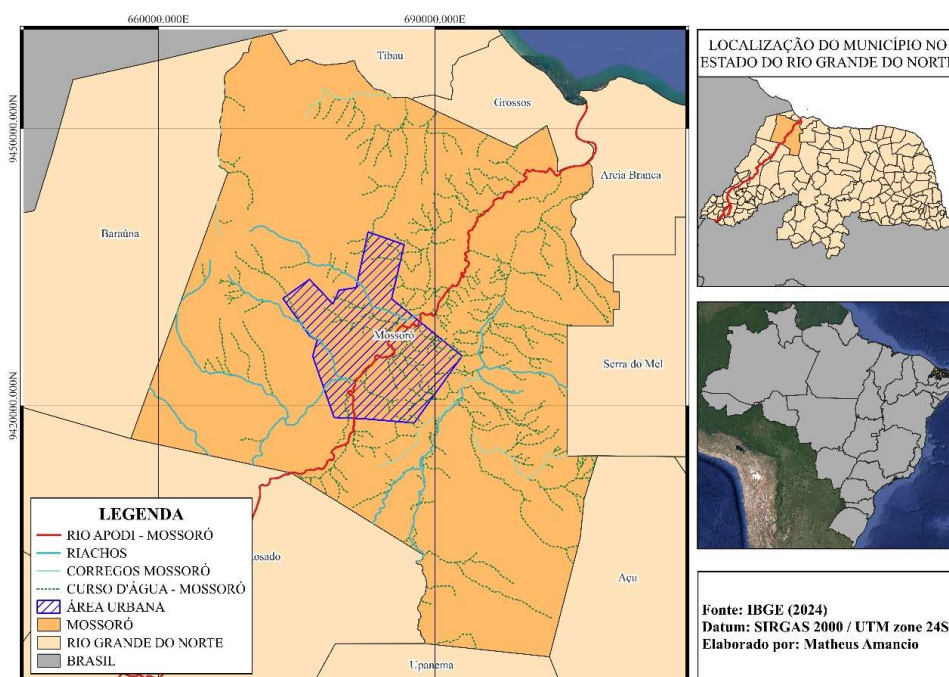 660000.000E
690000.000E
9450000.000N
9420000.000N
Tibau
Grossos
Areia Branca
Baraúna
Mossoró
Serra do Mel
osado
Açu
Upanema
LEGENDA
RIO APODI - MOSSORÓ
RIACHOS
CORREGOS MOSSORÓ
CURSO D'ÁGUA - MOSSORÓ
ÁREA URBANA
MOSSORÓ
RIO GRANDE DO NORTE
BRASIL
LOCALIZAÇÃO DO MUNICÍPIO NO
ESTADO DO RIO GRANDE DO NORTE
Fonte: IBGE (2024)
Datum: SIRGAS 2000 / UTM zone 24S
Elaborado por: Matheus Amancio